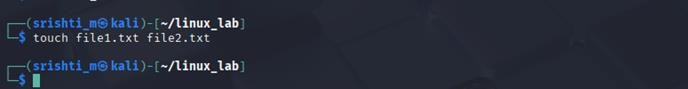 ┌──(srishti_m㉿kali)-[~/linux_lab]
└─$ touch file1.txt file2.txt
┌──(srishti_m㉿kali)-[~/linux_lab]
└─$